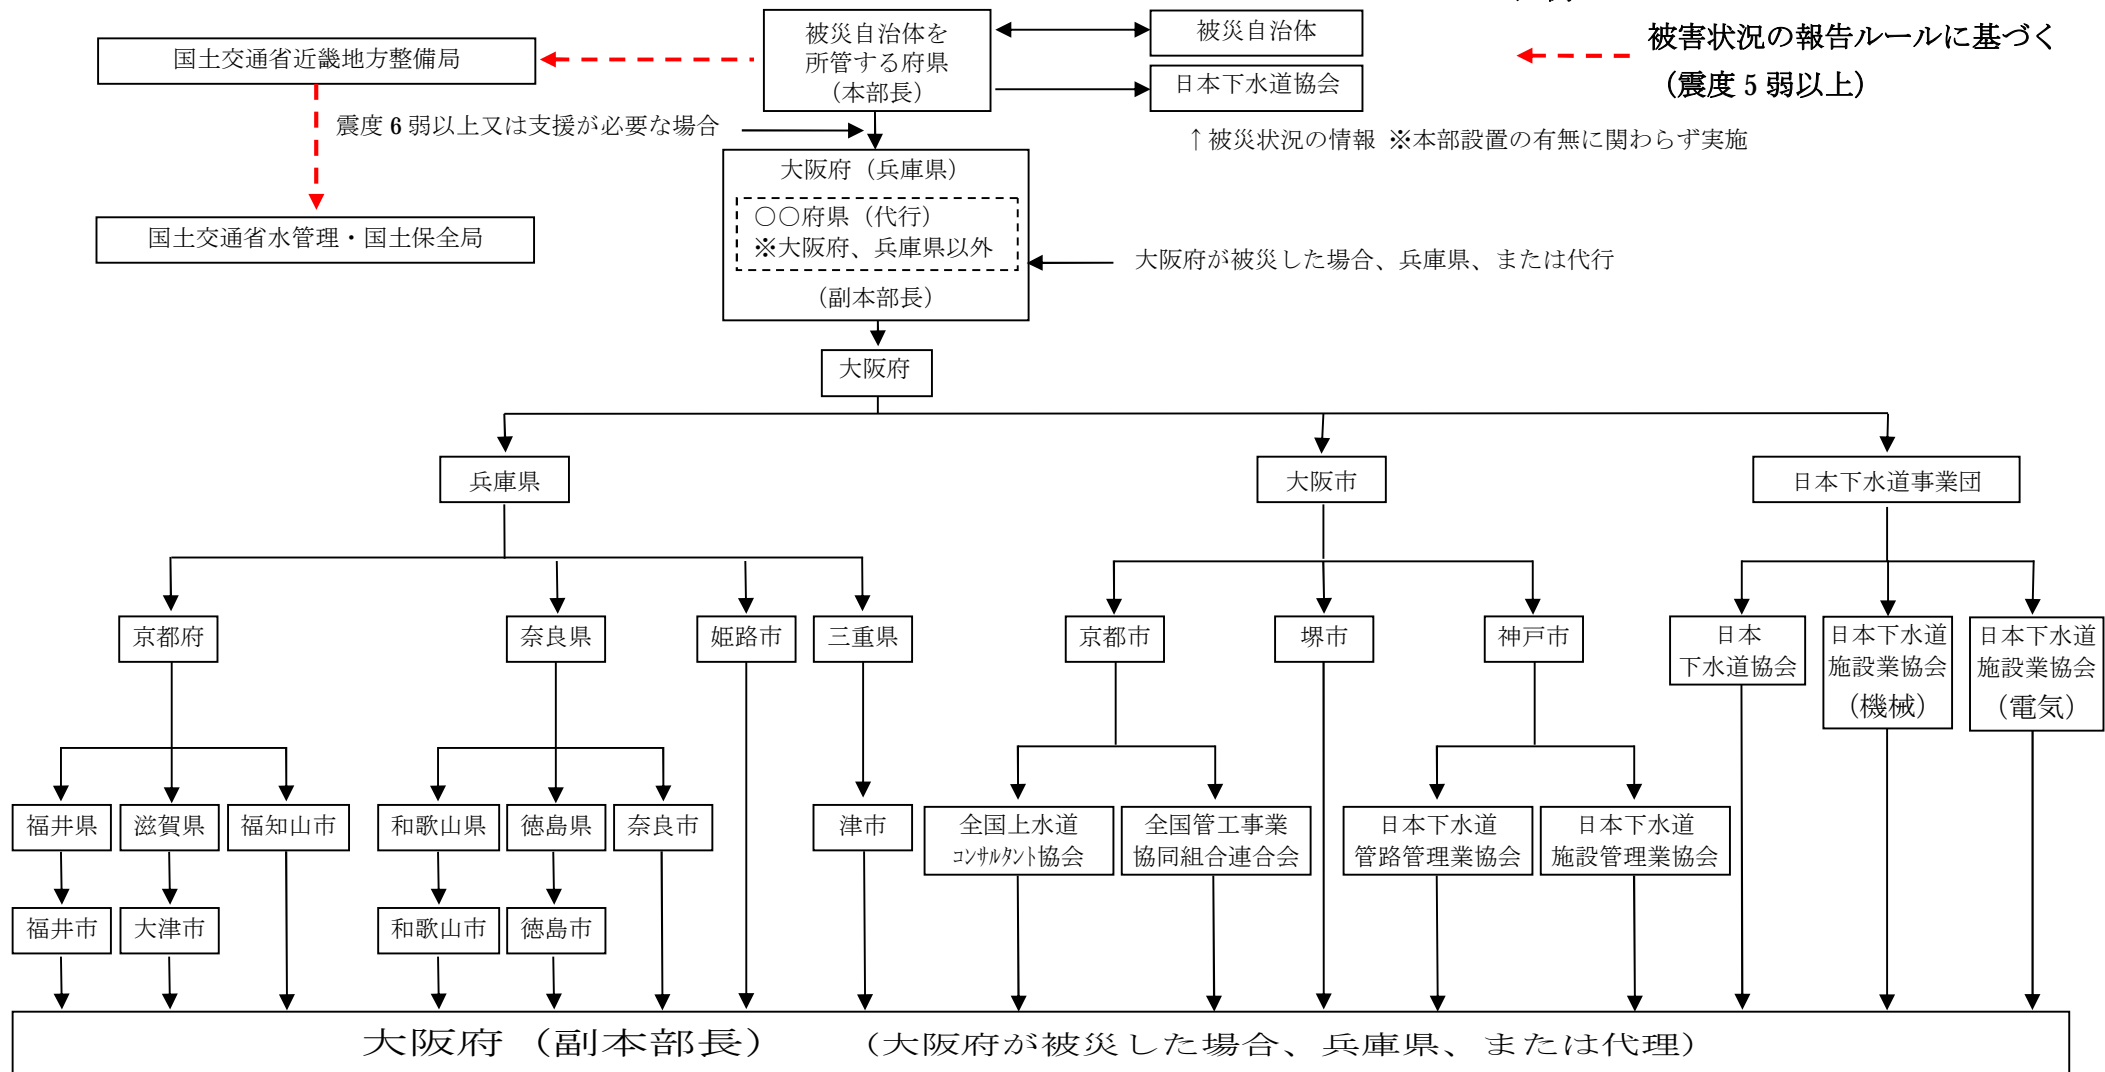 被災自治体を
所管する府県
（本部長）
被災自治体
日本下水道協会
国土交通省近畿地方整備局
被害状況の報告ルールに基づく
（震度 5 弱以上）
震度 6 弱以上又は支援が必要な場合
↑被災状況の情報 ※本部設置の有無に関わらず実施
国土交通省水管理・国土保全局
大阪府（兵庫県）
○○府県（代行）
※大阪府、兵庫県以外
（副本部長）
大阪府が被災した場合、兵庫県、または代行
大阪府
兵庫県
大阪市
日本下水道事業団
京都府
奈良県
姫路市
三重県
京都市
堺市
神戸市
日本
下水道協会
日本下水道
施設業協会
（機械）
日本下水道
施設業協会
（電気）
福井県
滋賀県
福知山市
和歌山県
徳島県
奈良市
津市
全国上水道
ｺﾝｻﾙﾀﾝﾄ協会
全国管工事業
協同組合連合会
日本下水道
管路管理業協会
日本下水道
施設管理業協会
福井市
大津市
和歌山市
徳島市
大阪府（副本部長） （大阪府が被災した場合、兵庫県、または代理）